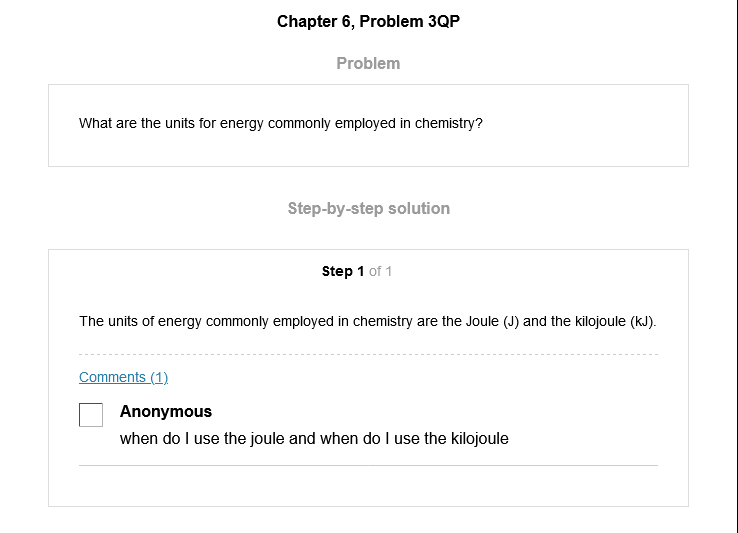 Chapter 6, Problem 3QP
Problem
What are the units for energy commonly employed in chemistry?
Step-by-step solution
Step 1 of 1
The units of energy commonly employed in chemistry are the Joule (J) and the kilojoule (kJ).
Comments (1)
Anonymous
when do I use the joule and when do I use the kilojoule